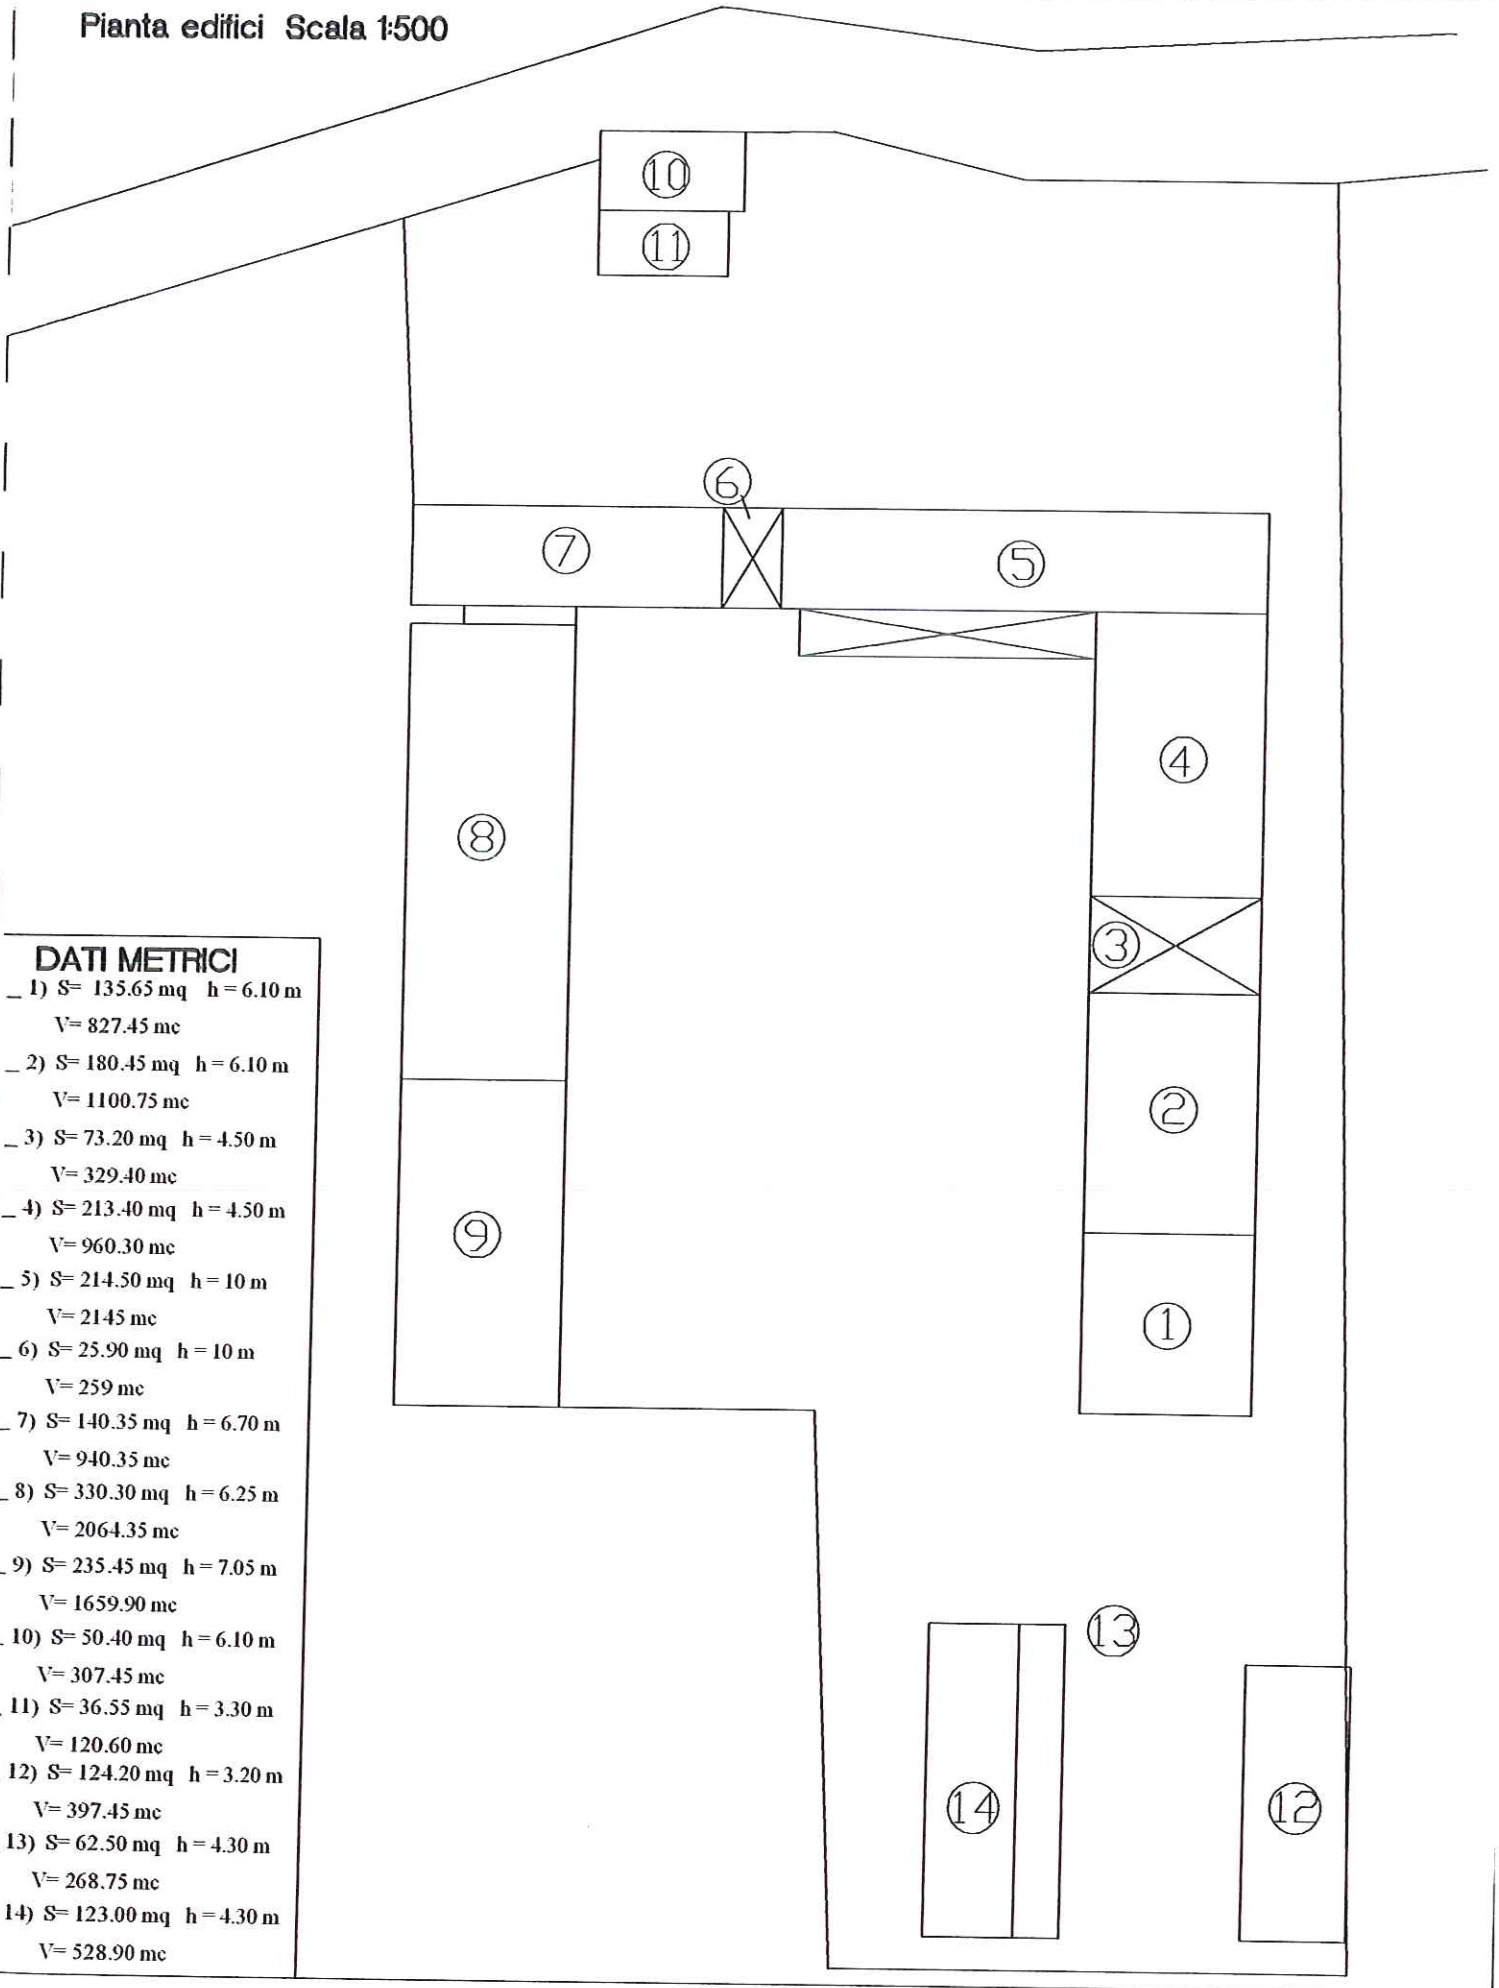 Pianta edifici Scala 1:500
10
11
6
7
5
4
8
3
2
9
1
13
14
12
DATI METRICI
_ 1) S= 135.65 mq h = 6.10 m
V= 827.45 mc
_ 2) S= 180.45 mq h = 6.10 m
V= 1100.75 mc
_ 3) S= 73.20 mq h = 4.50 m
V= 329.40 mc
_ 4) S= 213.40 mq h = 4.50 m
V= 960.30 mc
_ 5) S= 214.50 mq h = 10 m
V= 2145 mc
_ 6) S= 25.90 mq h = 10 m
V= 259 mc
_ 7) S= 140.35 mq h = 6.70 m
V= 940.35 mc
_ 8) S= 330.30 mq h = 6.25 m
V= 2064.35 mc
_ 9) S= 235.45 mq h = 7.05 m
V= 1659.90 mc
10) S= 50.40 mq h = 6.10 m
V= 307.45 mc
11) S= 36.55 mq h = 3.30 m
V= 120.60 mc
12) S= 124.20 mq h = 3.20 m
V= 397.45 mc
13) S= 62.50 mq h = 4.30 m
V= 268.75 mc
14) S= 123.00 mq h = 4.30 m
V= 528.90 mc